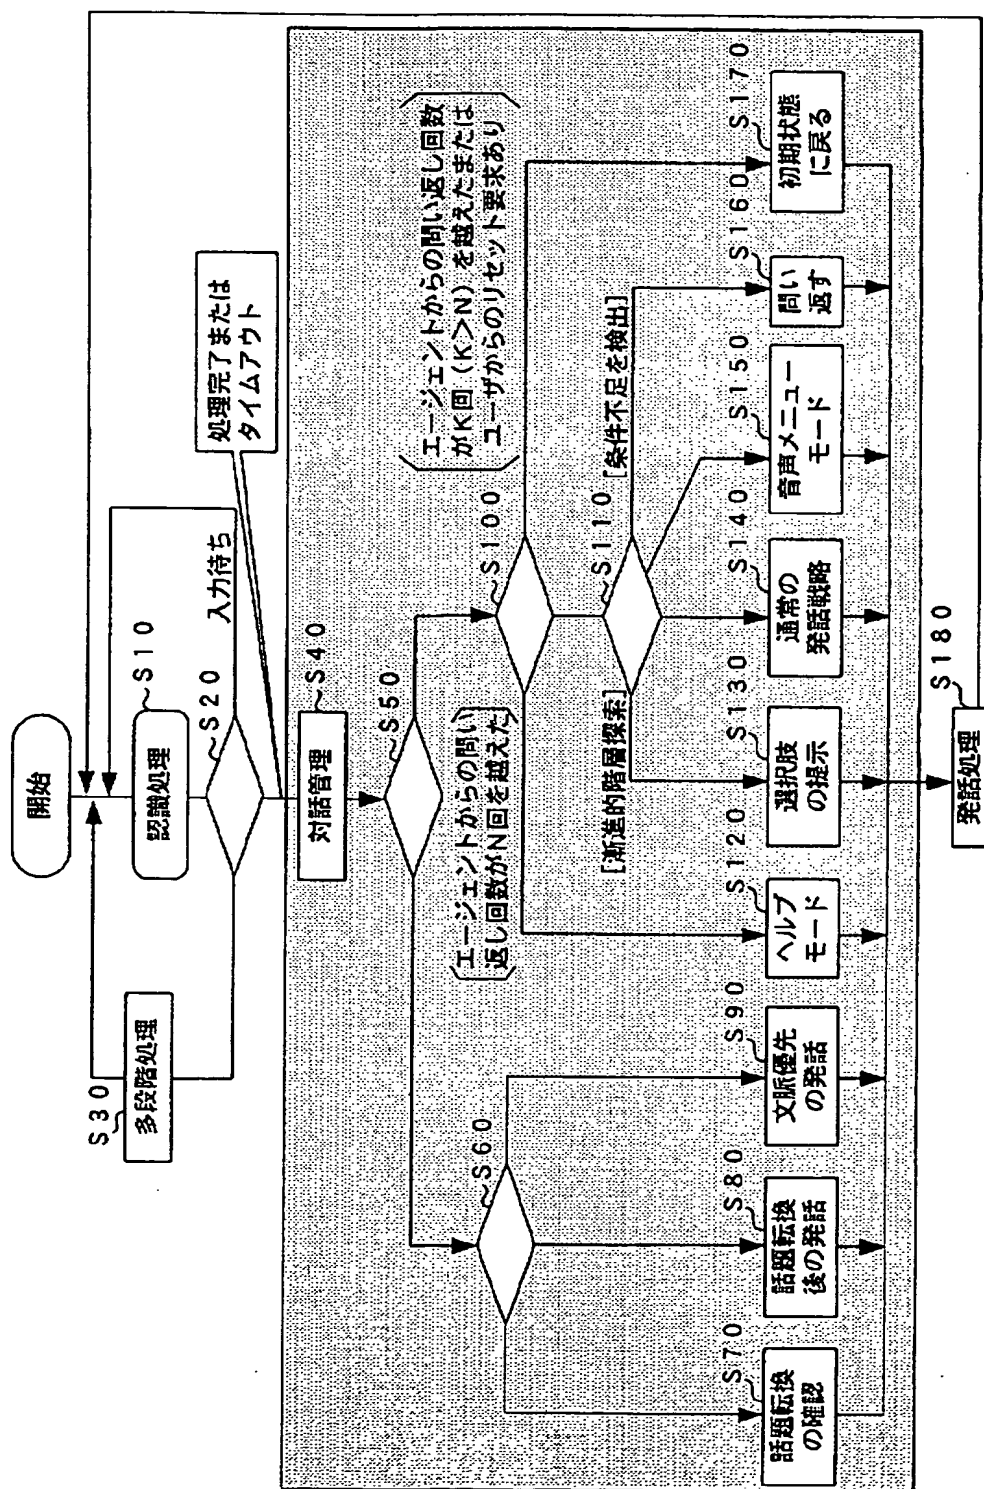 開始
S10
認識処理
S20
入力待ち
S30
多段階処理
処理完了または
タイムアウト
S40
対話管理
S50
S60
エージェントからの問い
返し回数がN回を越えた
S100
エージェントからの問い返し回数
がK回(K>N)を越えたまたは
ユーザからのリセット要求あり
S110
[漸進的階層探索]
[条件不足を検出]
S70
話題転換
の確認
S80
話題転換
後の発話
S90
文脈優先
の発話
S120
ヘルプ
モード
S130
選択肢
の提示
S140
通常の
発話戦略
S150
音声メニュー
モード
S160
問い
返す
S170
初期状態
に戻る
S180
発話処理